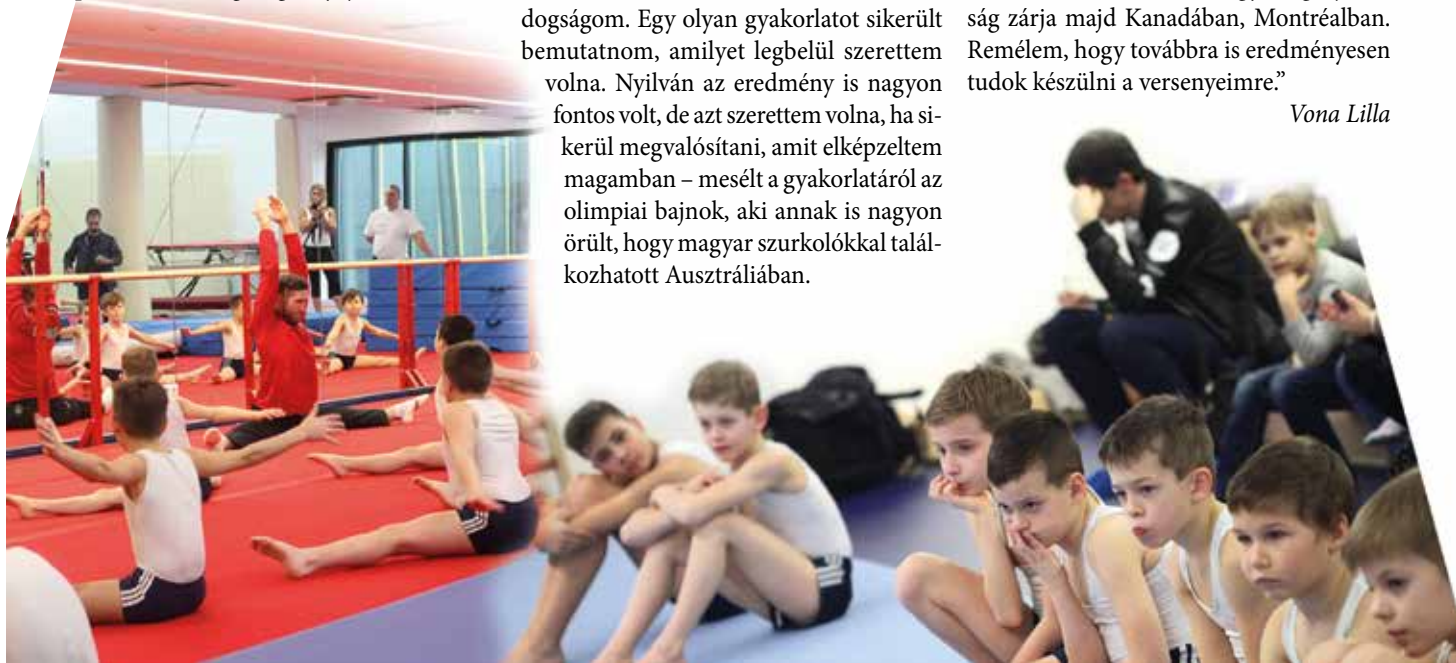 dogságom. Egy olyan gyakorlatot sikerült
bemutatnom, amilyet legbelül szerettem
volna. Nyilván az eredmény is nagyon
fontos volt, de azt szerettem volna, ha si-
kerül megvalósítani, amit elképzeltem
magamban – mesélt a gyakorlatáról az
olimpiai bajnok, aki annak is nagyon
örült, hogy magyar szurkolókkal talál-
kozhatott Ausztráliában.
ság zárja majd Kanadában, Montréalban.
Remélem, hogy továbbra is eredményesen
tudok készülni a versenyeimre.”
Vona Lilla